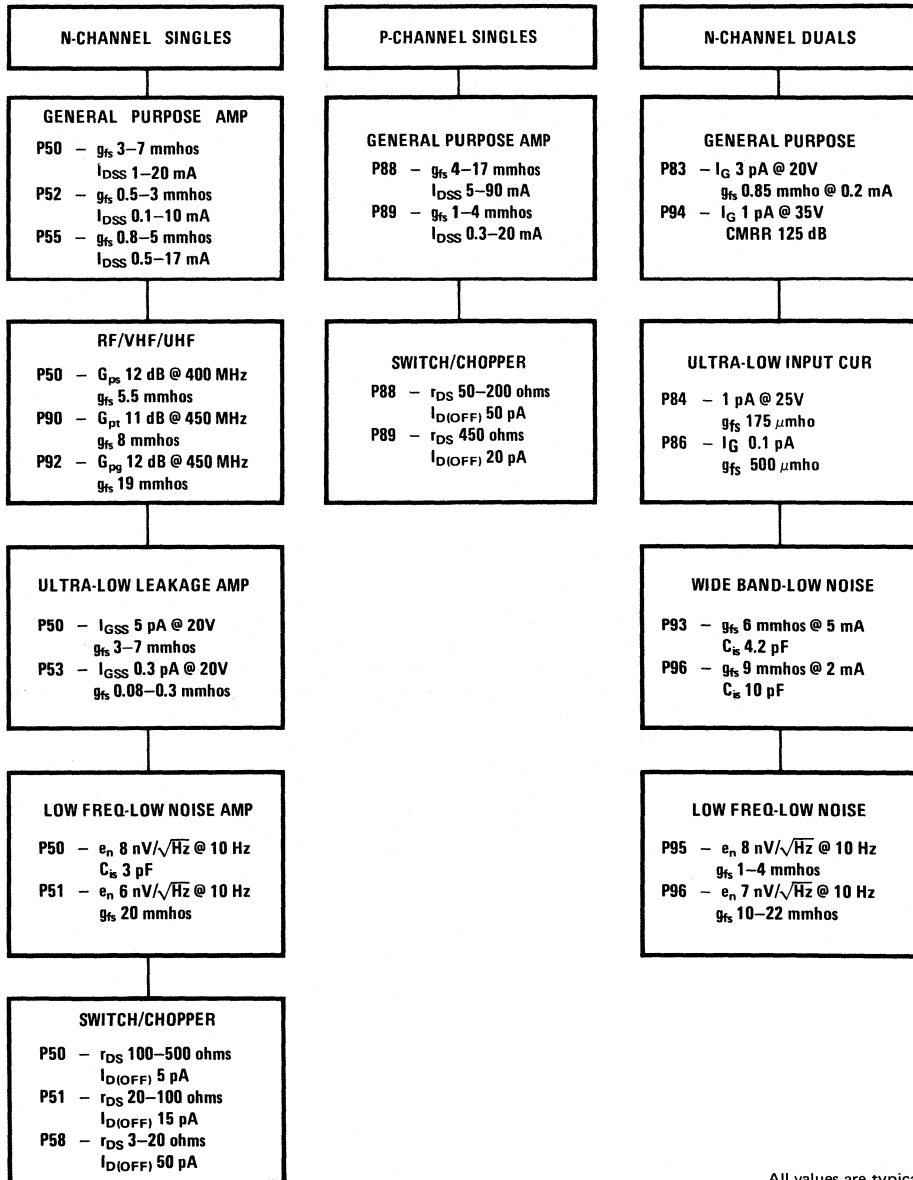 N-CHANNEL SINGLES
GENERAL PURPOSE AMP
P50 – gfs 3–7 mmhos
IDSS 1–20 mA
P52 – gfs 0.5–3 mmhos
IDSS 0.1–10 mA
P55 – gfs 0.8–5 mmhos
IDSS 0.5–17 mA
RF/VHF/UHF
P50 – Gps 12 dB @ 400 MHz
gfs 5.5 mmhos
P90 – Gpt 11 dB @ 450 MHz
gfs 8 mmhos
P92 – Gpg 12 dB @ 450 MHz
gfs 19 mmhos
ULTRA-LOW LEAKAGE AMP
P50 – IGSS 5 pA @ 20V
gfs 3–7 mmhos
P53 – IGSS 0.3 pA @ 20V
gfs 0.08–0.3 mmhos
LOW FREQ-LOW NOISE AMP
P50 – en 8 nV/√Hz @ 10 Hz
Cis 3 pF
P51 – en 6 nV/√Hz @ 10 Hz
gfs 20 mmhos
SWITCH/CHOPPER
P50 – rDS 100–500 ohms
ID(OFF) 5 pA
P51 – rDS 20–100 ohms
ID(OFF) 15 pA
P58 – rDS 3–20 ohms
ID(OFF) 50 pA
P-CHANNEL SINGLES
GENERAL PURPOSE AMP
P88 – gfs 4–17 mmhos
IDSS 5–90 mA
P89 – gfs 1–4 mmhos
IDSS 0.3–20 mA
SWITCH/CHOPPER
P88 – rDS 50–200 ohms
ID(OFF) 50 pA
P89 – rDS 450 ohms
ID(OFF) 20 pA
N-CHANNEL DUALS
GENERAL PURPOSE
P83 – IG 3 pA @ 20V
gfs 0.85 mmho @ 0.2 mA
P94 – IG 1 pA @ 35V
CMRR 125 dB
ULTRA-LOW INPUT CUR
P84 – 1 pA @ 25V
gfs 175 μmho
P86 – IG 0.1 pA
gfs 500 μmho
WIDE BAND-LOW NOISE
P93 – gfs 6 mmhos @ 5 mA
Cis 4.2 pF
P96 – gfs 9 mmhos @ 2 mA
Cis 10 pF
LOW FREQ-LOW NOISE
P95 – en 8 nV/√Hz @ 10 Hz
gfs 1–4 mmhos
P96 – en 7 nV/√Hz @ 10 Hz
gfs 10–22 mmhos
All values are typica